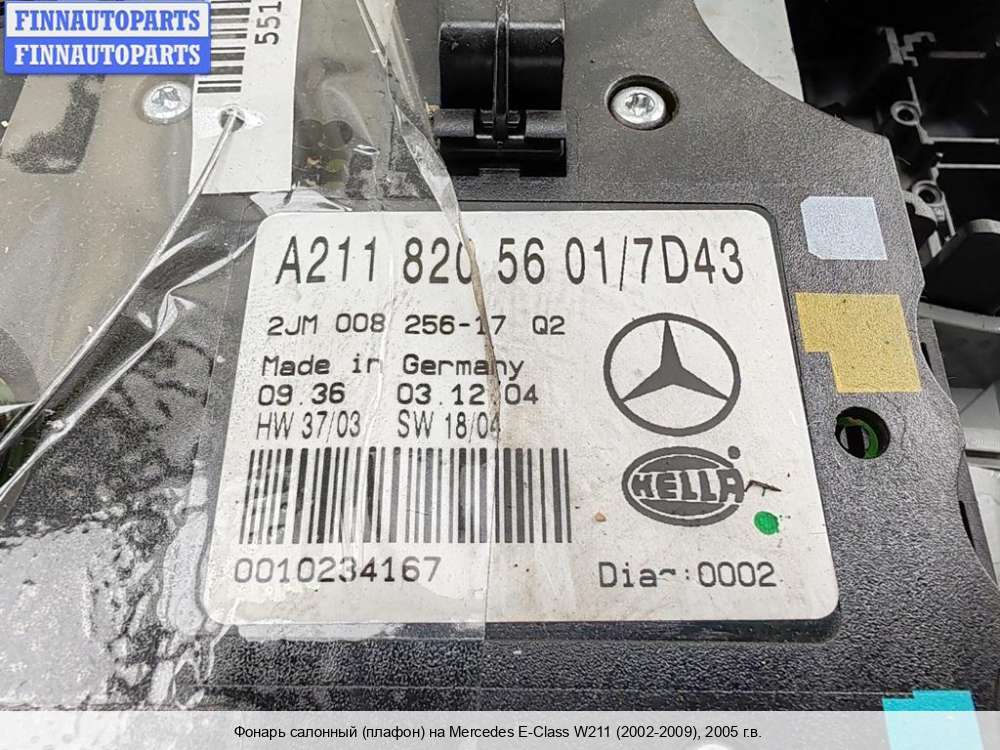 FINNAUTOPARTS
FINNAUTOPARTS
551
A211 820 56 01/7D43
2JM 008 256-17 Q2
Made in Germany
09.36 03.12.04
HW 37/03 SW 18/04
HELLA
0010234167
Diag:0002
Фонарь салонный (плафон) на Mercedes E-Class W211 (2002-2009), 2005 г.в.